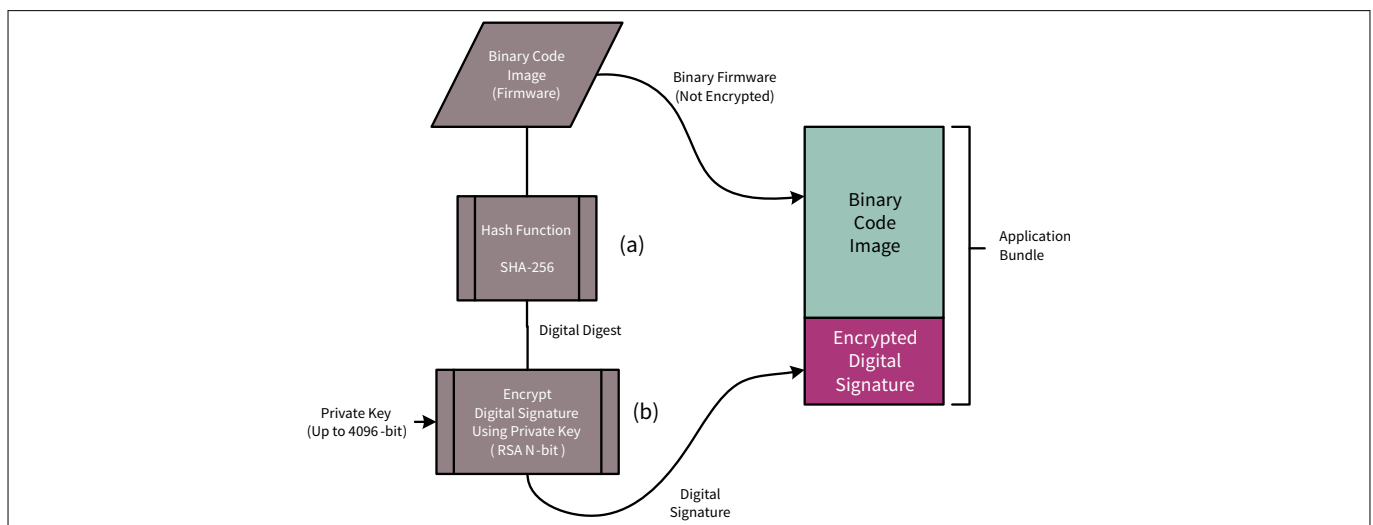 Binary Code
Image
(Firmware)
Binary Firmware
(Not Encrypted)
Hash Function
SHA-256
(a)
Digital Digest
Private Key
(Up to 4096-bit)
Encrypt
Digital Signature
Using Private Key
( RSA N-bit )
(b)
Digital
Signature
Binary
Code
Image
Encrypted
Digital
Signature
Application
Bundle